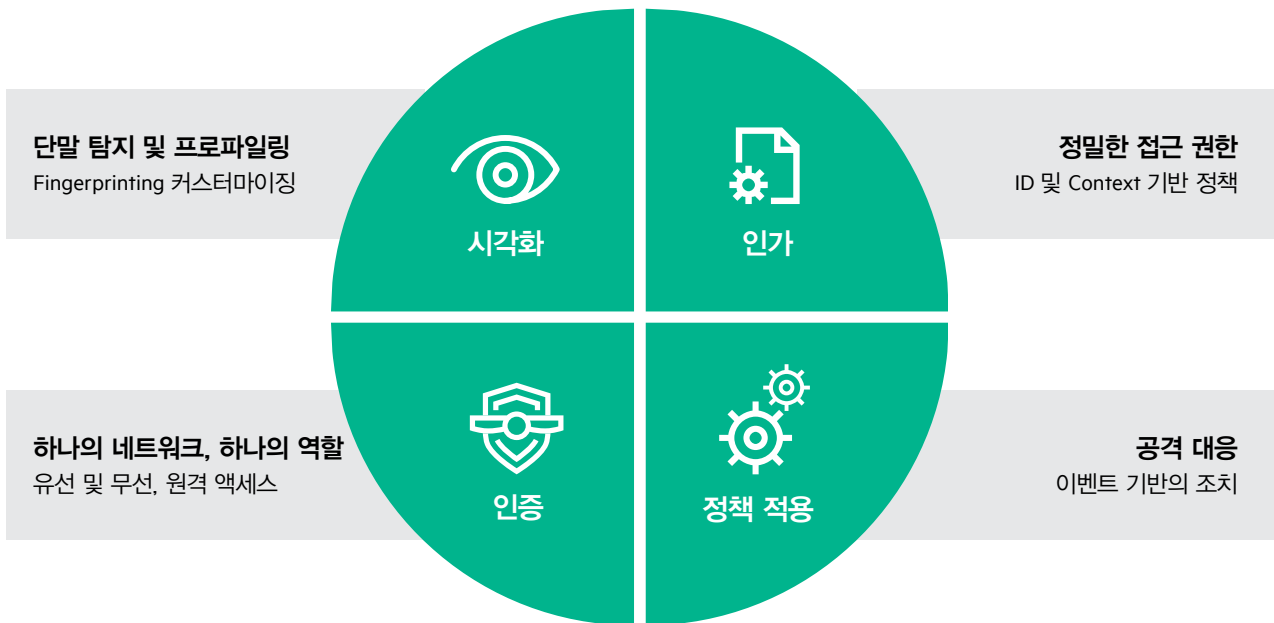 단말 탐지 및 프로파일링
Fingerprinting 커스터마이징
시각화
인가
정밀한 접근 권한
ID 및 Context 기반 정책
하나의 네트워크, 하나의 역할
유선 및 무선, 원격 액세스
인증
정책 적용
공격 대응
이벤트 기반의 조치